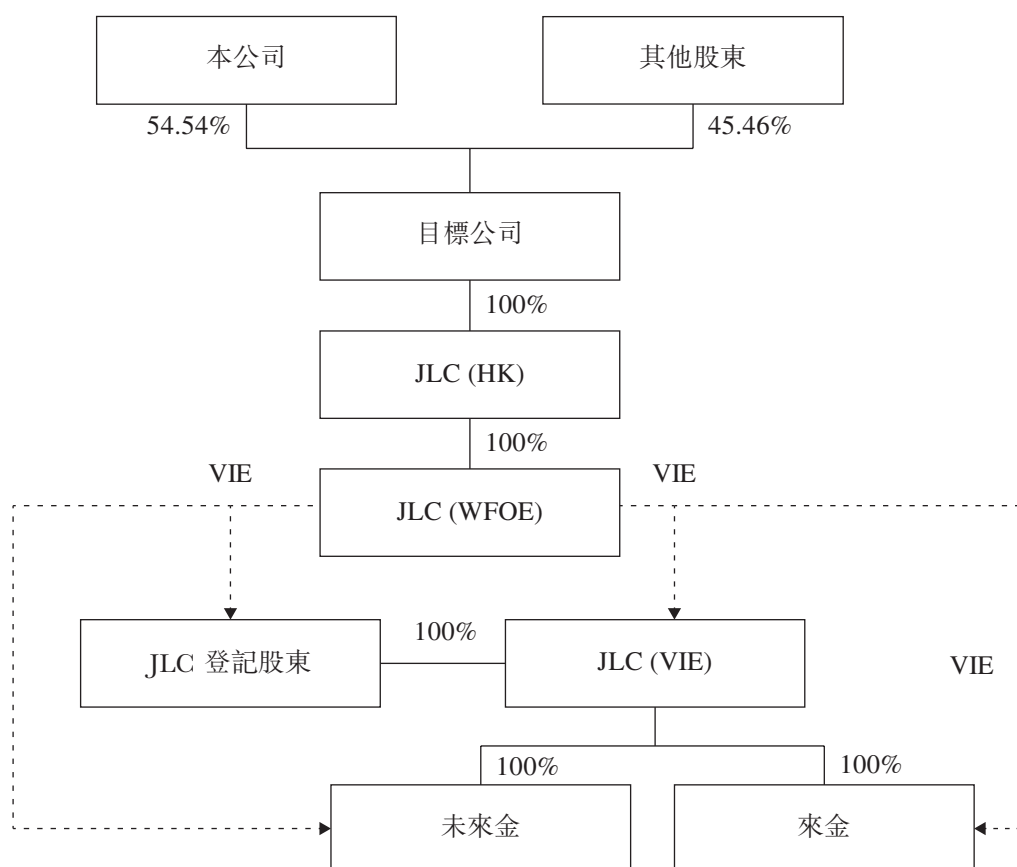 本公司
其他股東
54.54%
45.46%
目標公司
100%
JLC (HK)
100%
VIE
VIE
JLC (WFOE)
100%
JLC 登記股東
JLC (VIE)
VIE
100%
100%
未來金
來金